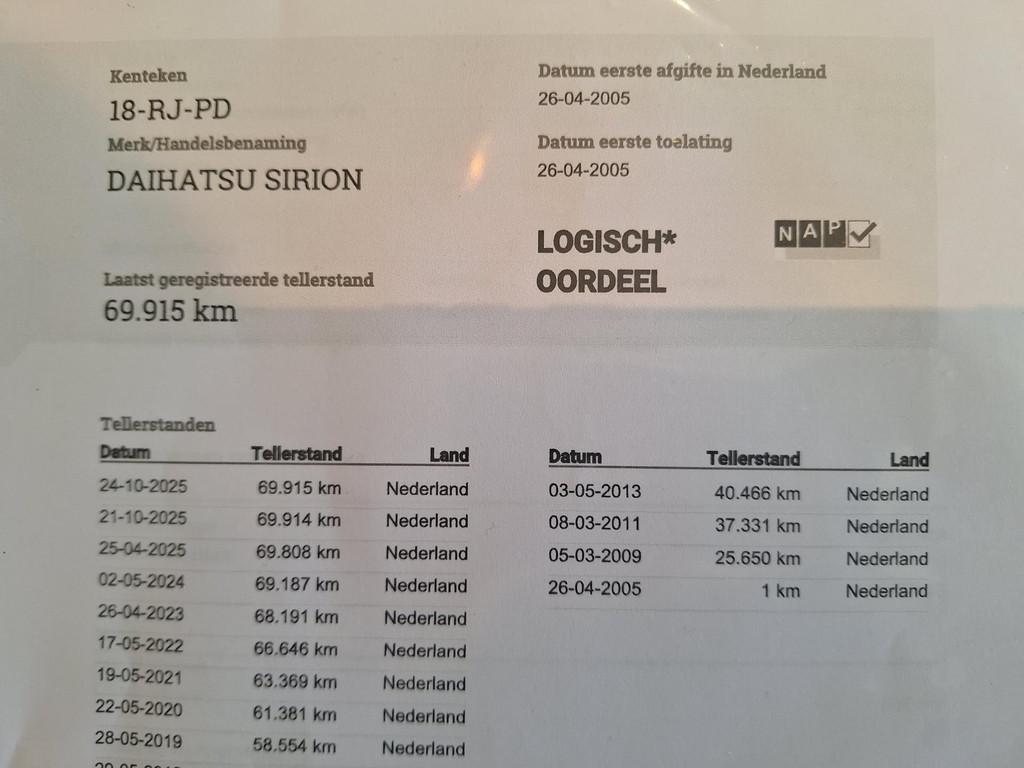 Kenteken
18-RJ-PD
Merk/Handelsbenaming
DAIHATSU SIRION
Laatst geregistreerde tellerstand
69.915 km
Datum eerste afgifte in Nederland
26-04-2005
Datum eerste toelating
26-04-2005
LOGISCH*
OORDEEL
NAP
Tellerstanden
Datum Tellerstand Land
24-10-2025 69.915 km Nederland
21-10-2025 69.914 km Nederland
25-04-2025 69.808 km Nederland
02-05-2024 69.187 km Nederland
26-04-2023 68.191 km Nederland
17-05-2022 66.646 km Nederland
19-05-2021 63.369 km Nederland
22-05-2020 61.381 km Nederland
28-05-2019 58.554 km Nederland
Datum Tellerstand Land
03-05-2013 40.466 km Nederland
08-03-2011 37.331 km Nederland
05-03-2009 25.650 km Nederland
26-04-2005 1 km Nederland